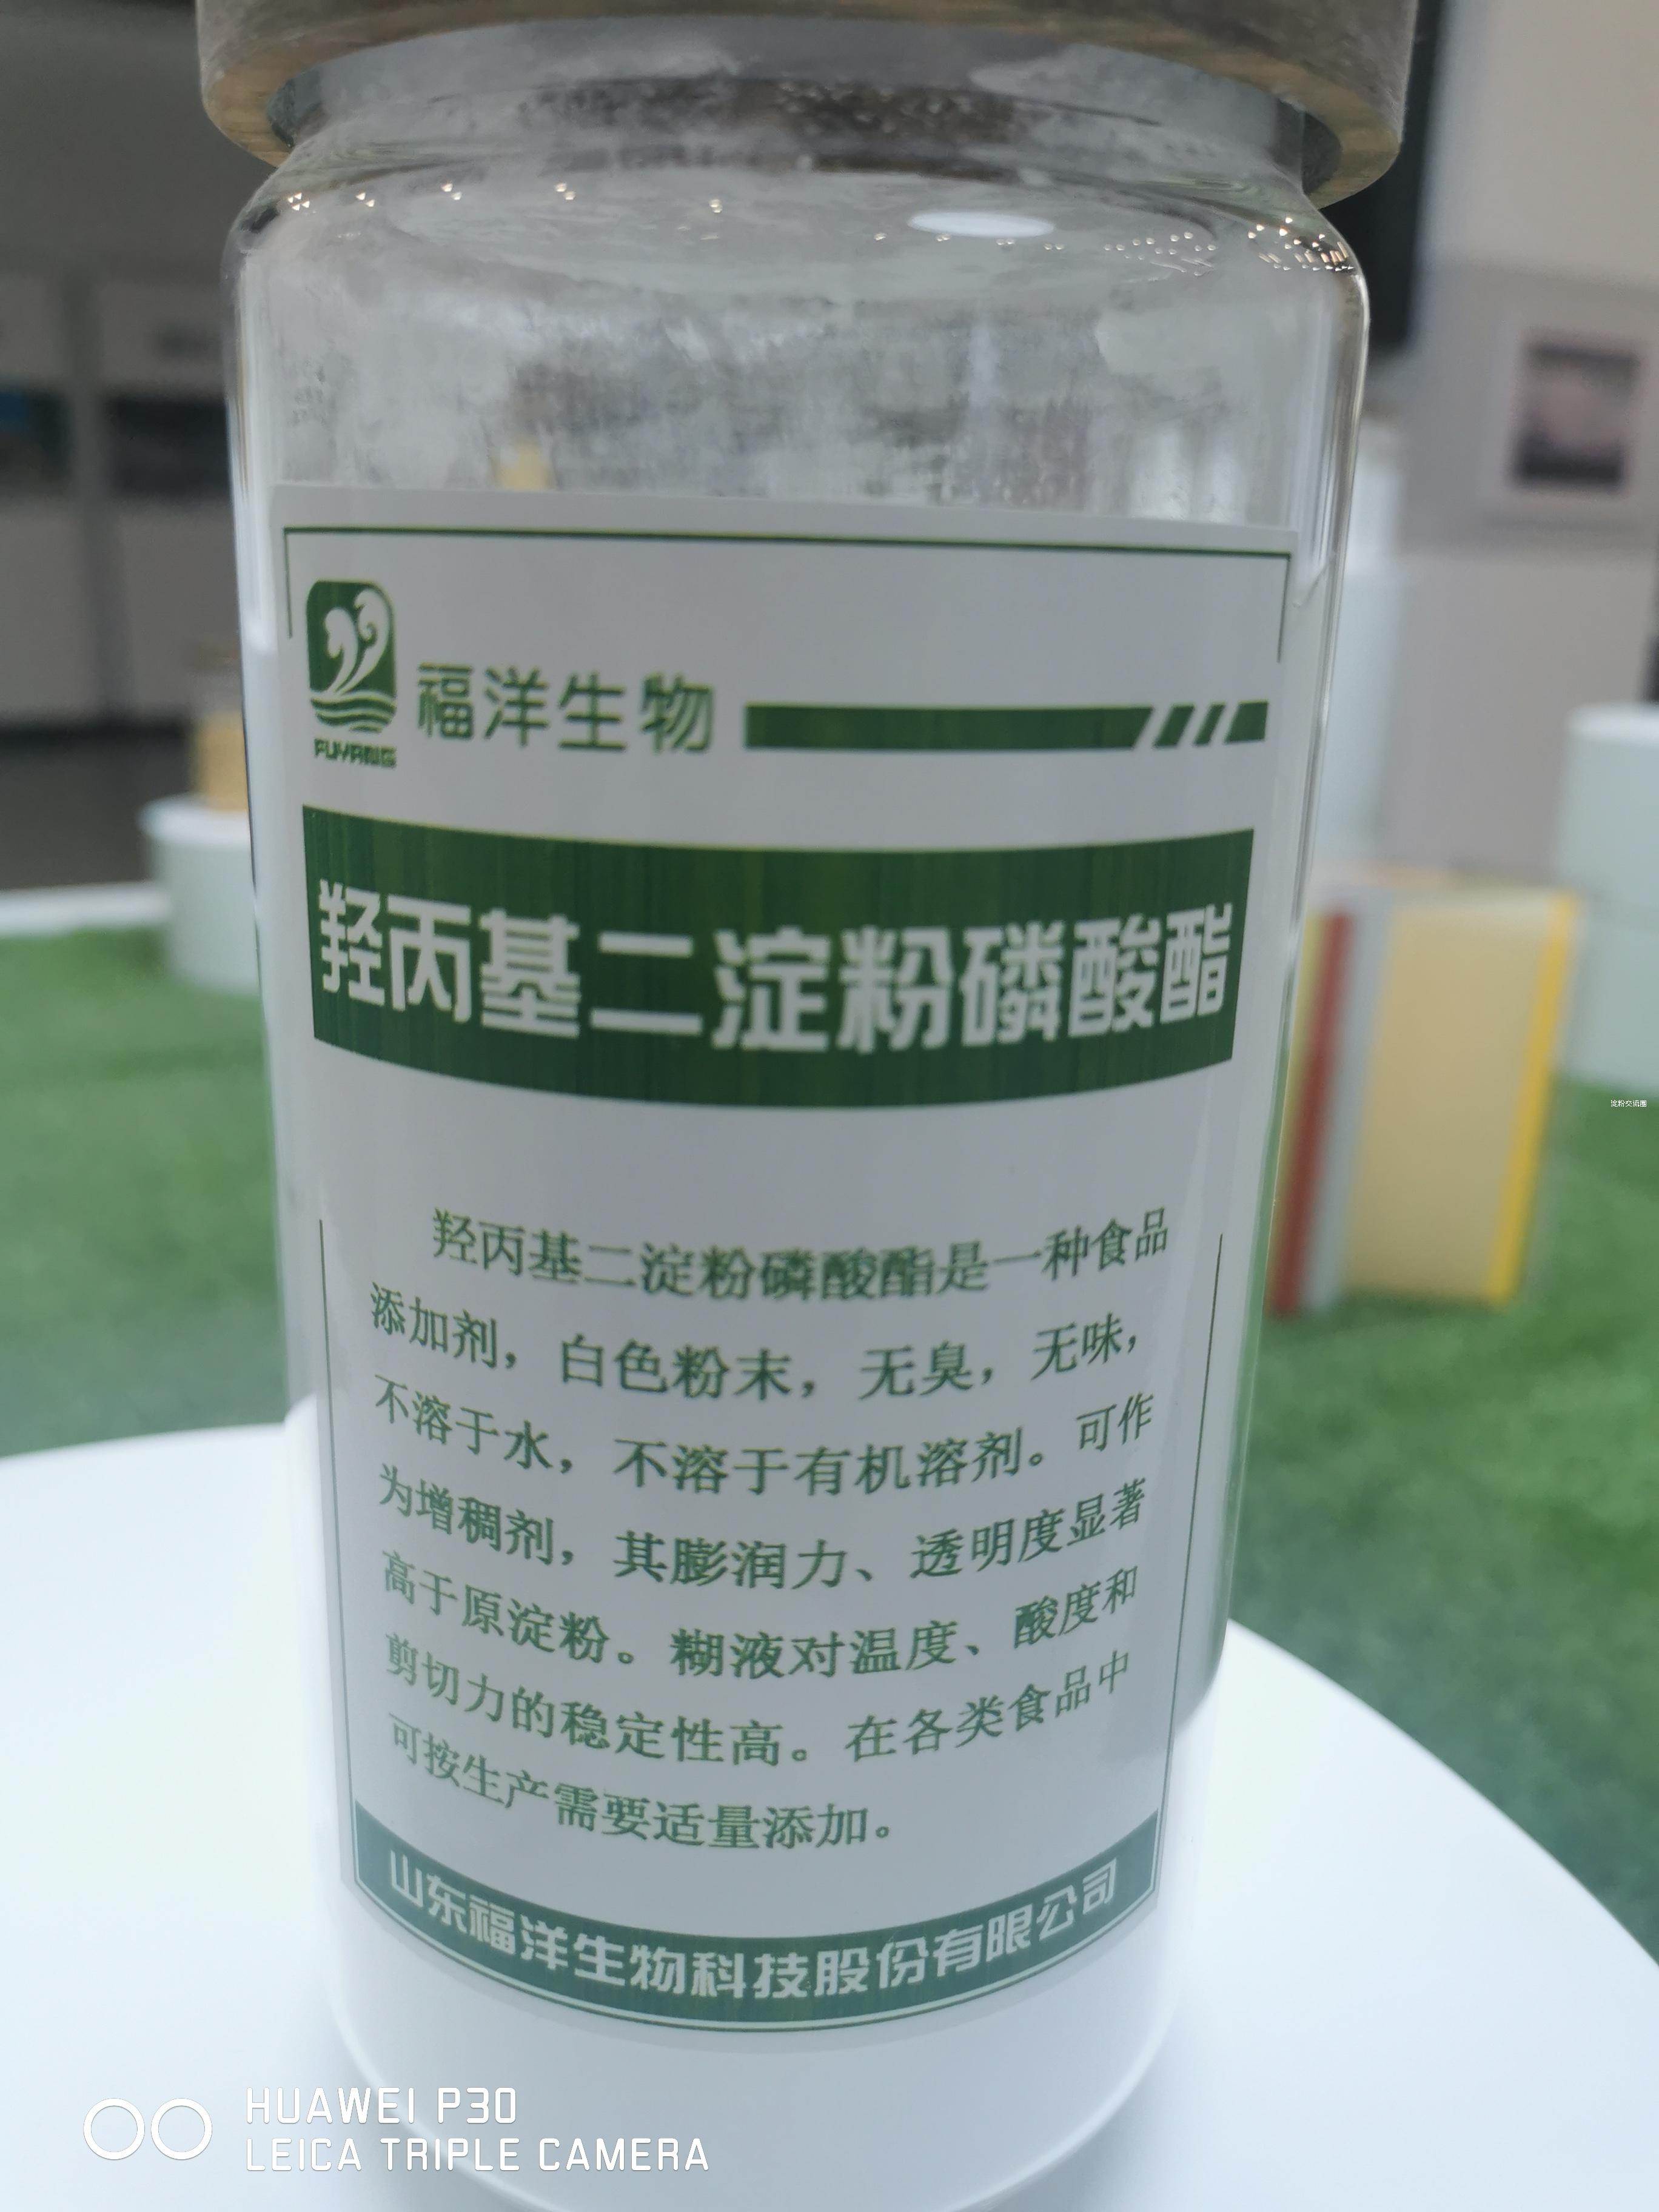 FUYANG
福洋生物
羟丙基二淀粉磷酸酯
羟丙基二淀粉磷酸酯是一种食品
添加剂，白色粉末，无臭，无味，
不溶于水，不溶于有机溶剂。可作
为增稠剂，其膨润力、透明度显著
高于原淀粉。糊液对温度、酸度和
剪切力的稳定性高。在各类食品中
可按生产需要适量添加。
山东福洋生物科技股份有限公司
淀粉交流圈
HUAWEI P30
LEICA TRIPLE CAMERA